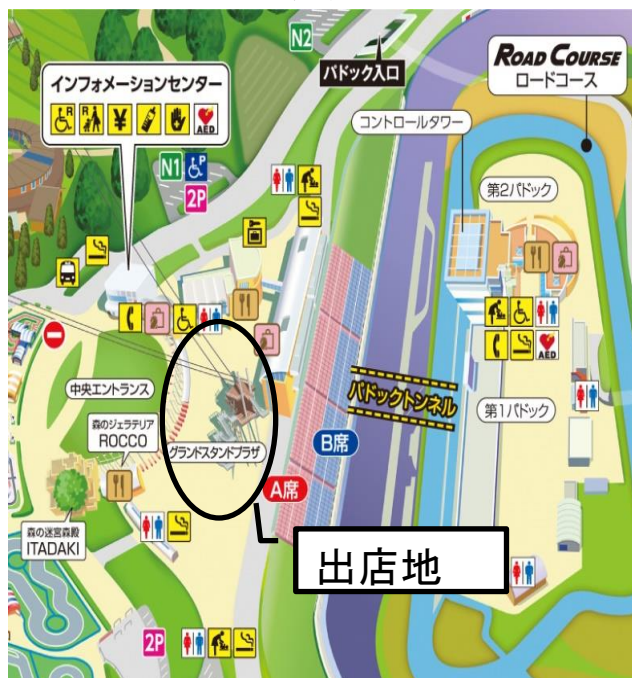 N2
パドック入口
ROAD COURSE
ロードコース
インフォメーションセンター
R
R
¥
AED
コントロールタワー
N1
P
2P
第2パドック
AED
中央エントランス
パドックトンネル
第1パドック
森のジェラテリア
ROCCO
グランドスタンドプラザ
B席
A席
森の迷宮森殿
ITADAKI
出店地
2P